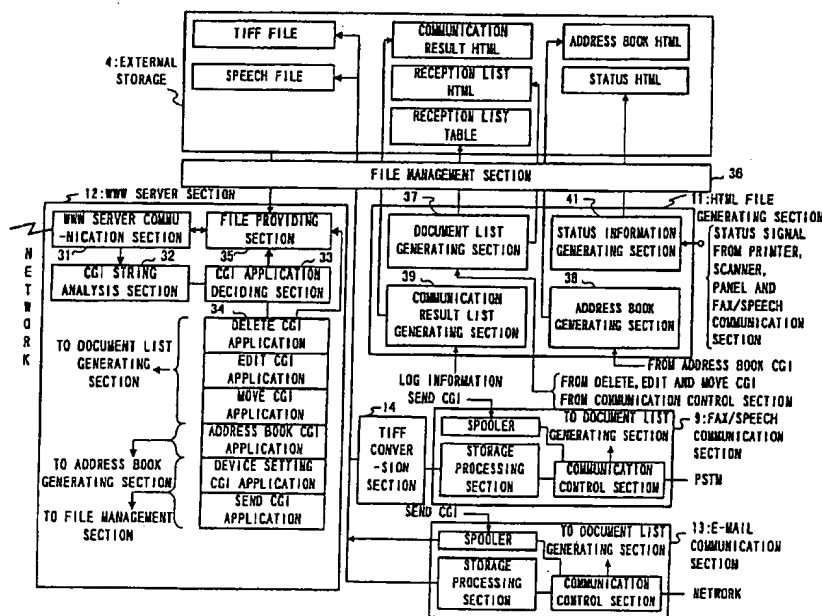 4:EXTERNAL
STORAGE
TIFF FILE
SPEECH FILE
COMMUNICATION
RESULT HTML
RECEPTION LIST
HTML
RECEPTION LIST
TABLE
ADDRESS BOOK HTML
STATUS HTML
FILE MANAGEMENT SECTION
36
12:WWW SERVER SECTION
WWW SERVER COMMU
-NICATION SECTION
31
32
CGI STRING
ANALYSIS SECTION
FILE PROVIDING
SECTION
35
33
CGI APPLICATION
DECIDING SECTION
34
DELETE CGI
APPLICATION
EDIT CGI
APPLICATION
MOVE CGI
APPLICATION
ADDRESS BOOK CGI
APPLICATION
DEVICE SETTING
CGI APPLICATION
SEND CGI
APPLICATION
NETWORK
TO DOCUMENT LIST
GENERATING
SECTION
TO ADDRESS BOOK
GENERATING SECTION
TO FILE MANAGEMENT
SECTION
37
DOCUMENT LIST
GENERATING SECTION
39
COMMUNICATION
RESULT LIST
GENERATING SECTION
41
STATUS INFORMATION
GENERATING SECTION
38
ADDRESS BOOK
GENERATING SECTION
11:HTML FILE
GENERATING SECTION
STATUS SIGNAL
FROM PRINTER,
SCANNER,
PANEL AND
FAX/SPEECH
COMMUNICATION
SECTION
FROM ADDRESS BOOK CGI
LOG INFORMATION
FROM DELETE, EDIT AND MOVE CGI
FROM COMMUNICATION CONTROL SECTION
SEND CGI
14
TIFF
CONVER
-SION
SECTION
SPOOLER
STORAGE
PROCESSING
SECTION
TO DOCUMENT LIST
GENERATING
SECTION
COMMUNICATION
CONTROL SECTION
9:FAX/SPEECH
COMMUNICATION
SECTION
PSTN
SEND CGI
SPOOLER
STORAGE
PROCESSING
SECTION
TO DOCUMENT LIST
GENERATING
SECTION
COMMUNICATION
CONTROL SECTION
13:E-MAIL
COMMUNICATION
SECTION
NETWORK